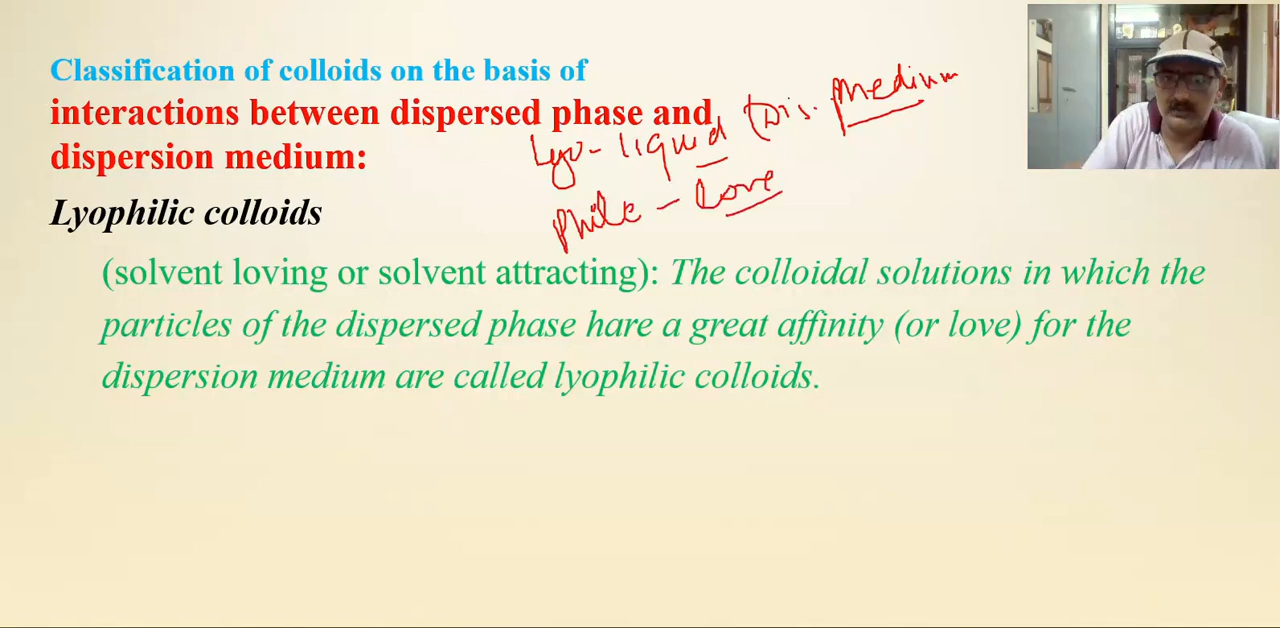 Classification of colloids on the basis of
interactions between dispersed phase and
dispersion medium:
Lyo- liquid (Dis. Medium
Phile - Love
Lyophilic colloids
(solvent loving or solvent attracting): The colloidal solutions in which the
particles of the dispersed phase hare a great affinity (or love) for the
dispersion medium are called lyophilic colloids.